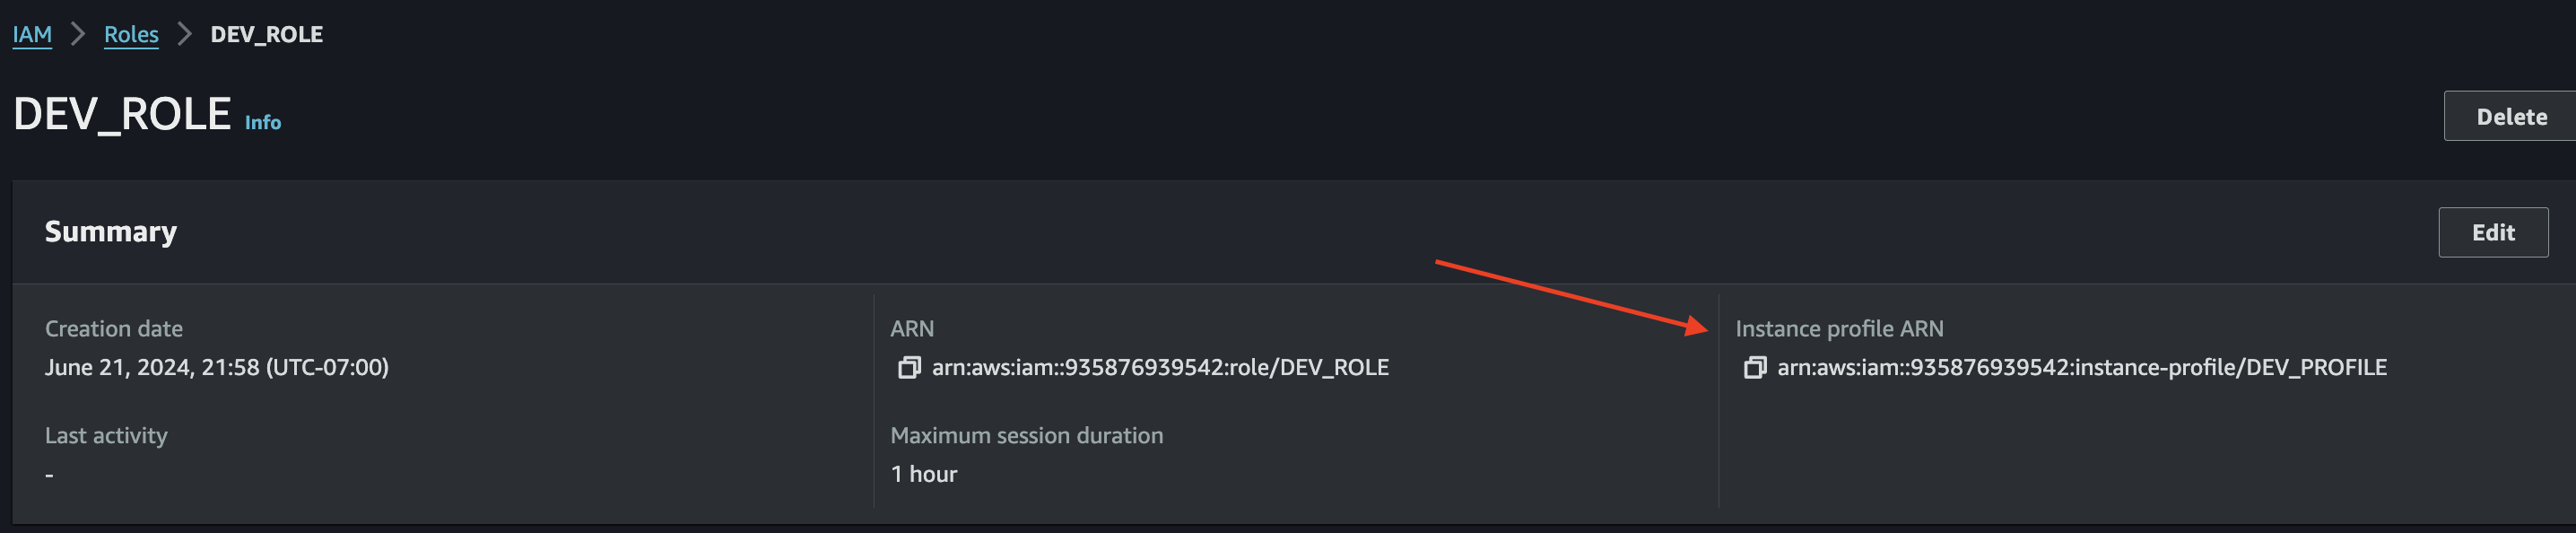 IAM > Roles > DEV_ROLE
DEV_ROLE Info
Delete
Summary
Edit
Creation date
June 21, 2024, 21:58 (UTC-07:00)
ARN
arn:aws:iam::935876939542:role/DEV_ROLE
Instance profile ARN
arn:aws:iam::935876939542:instance-profile/DEV_PROFILE
Last activity
-
Maximum session duration
1 hour